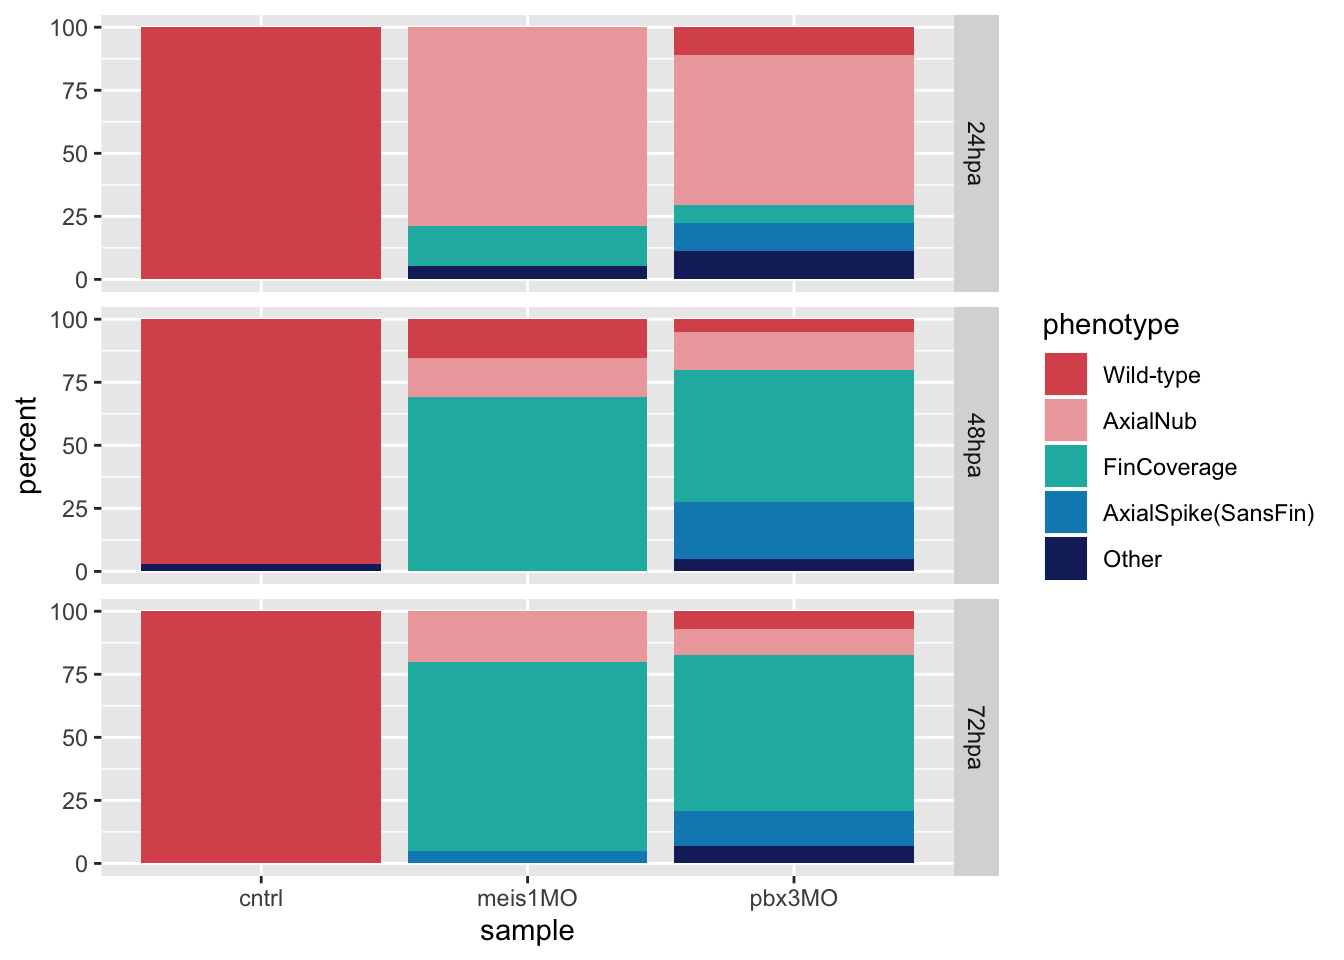 100
75
50
25
0
24hpa
100
75
50
25
0
48hpa
100
75
50
25
0
72hpa
percent
cntrl
meis1MO
pbx3MO
sample
phenotype
Wild-type
AxialNub
FinCoverage
AxialSpike(SansFin)
Other